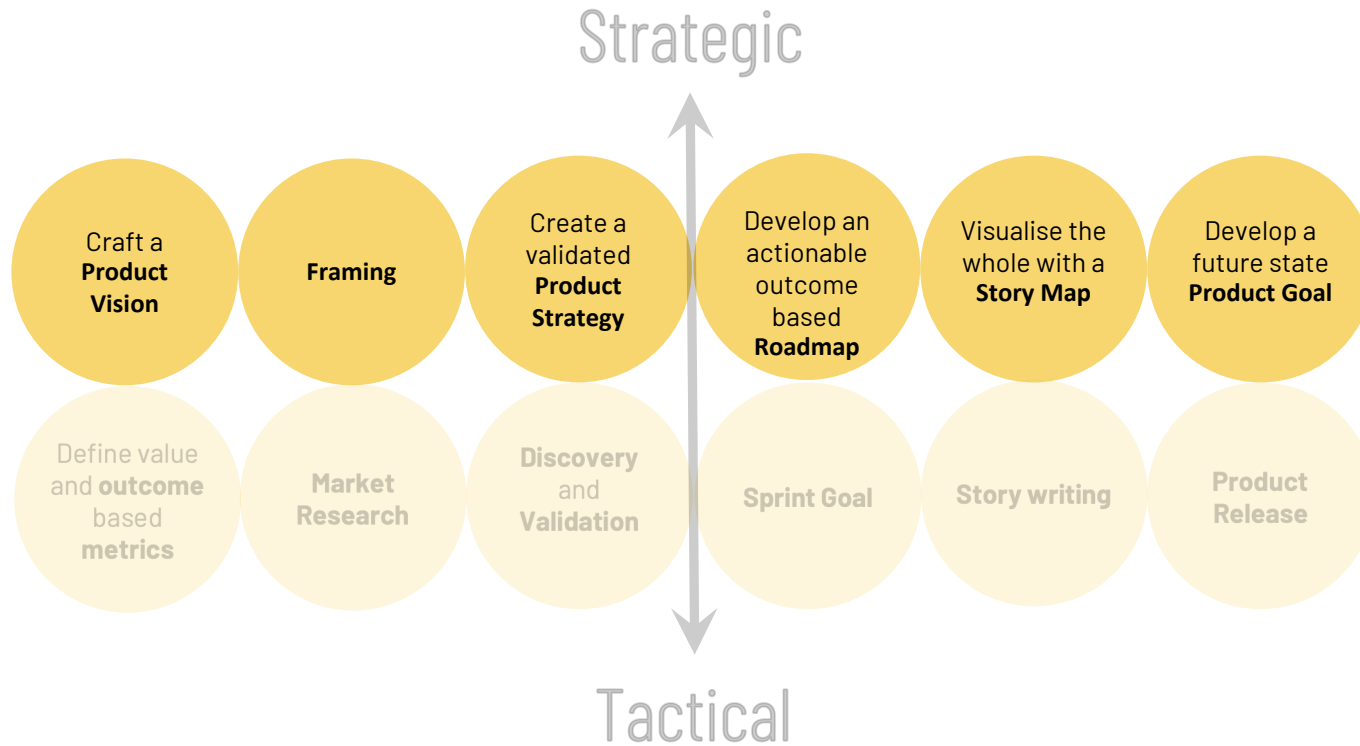 Strategic
Craft a
Product
Vision
Framing
Create a
validated
Product
Strategy
Develop an
actionable
outcome
based
Roadmap
Visualise the
whole with a
Story Map
Develop a
future state
Product Goal
Define value
and outcome
based
metrics
Market
Research
Discovery
and
Validation
Sprint Goal
Story writing
Product
Release
Tactical